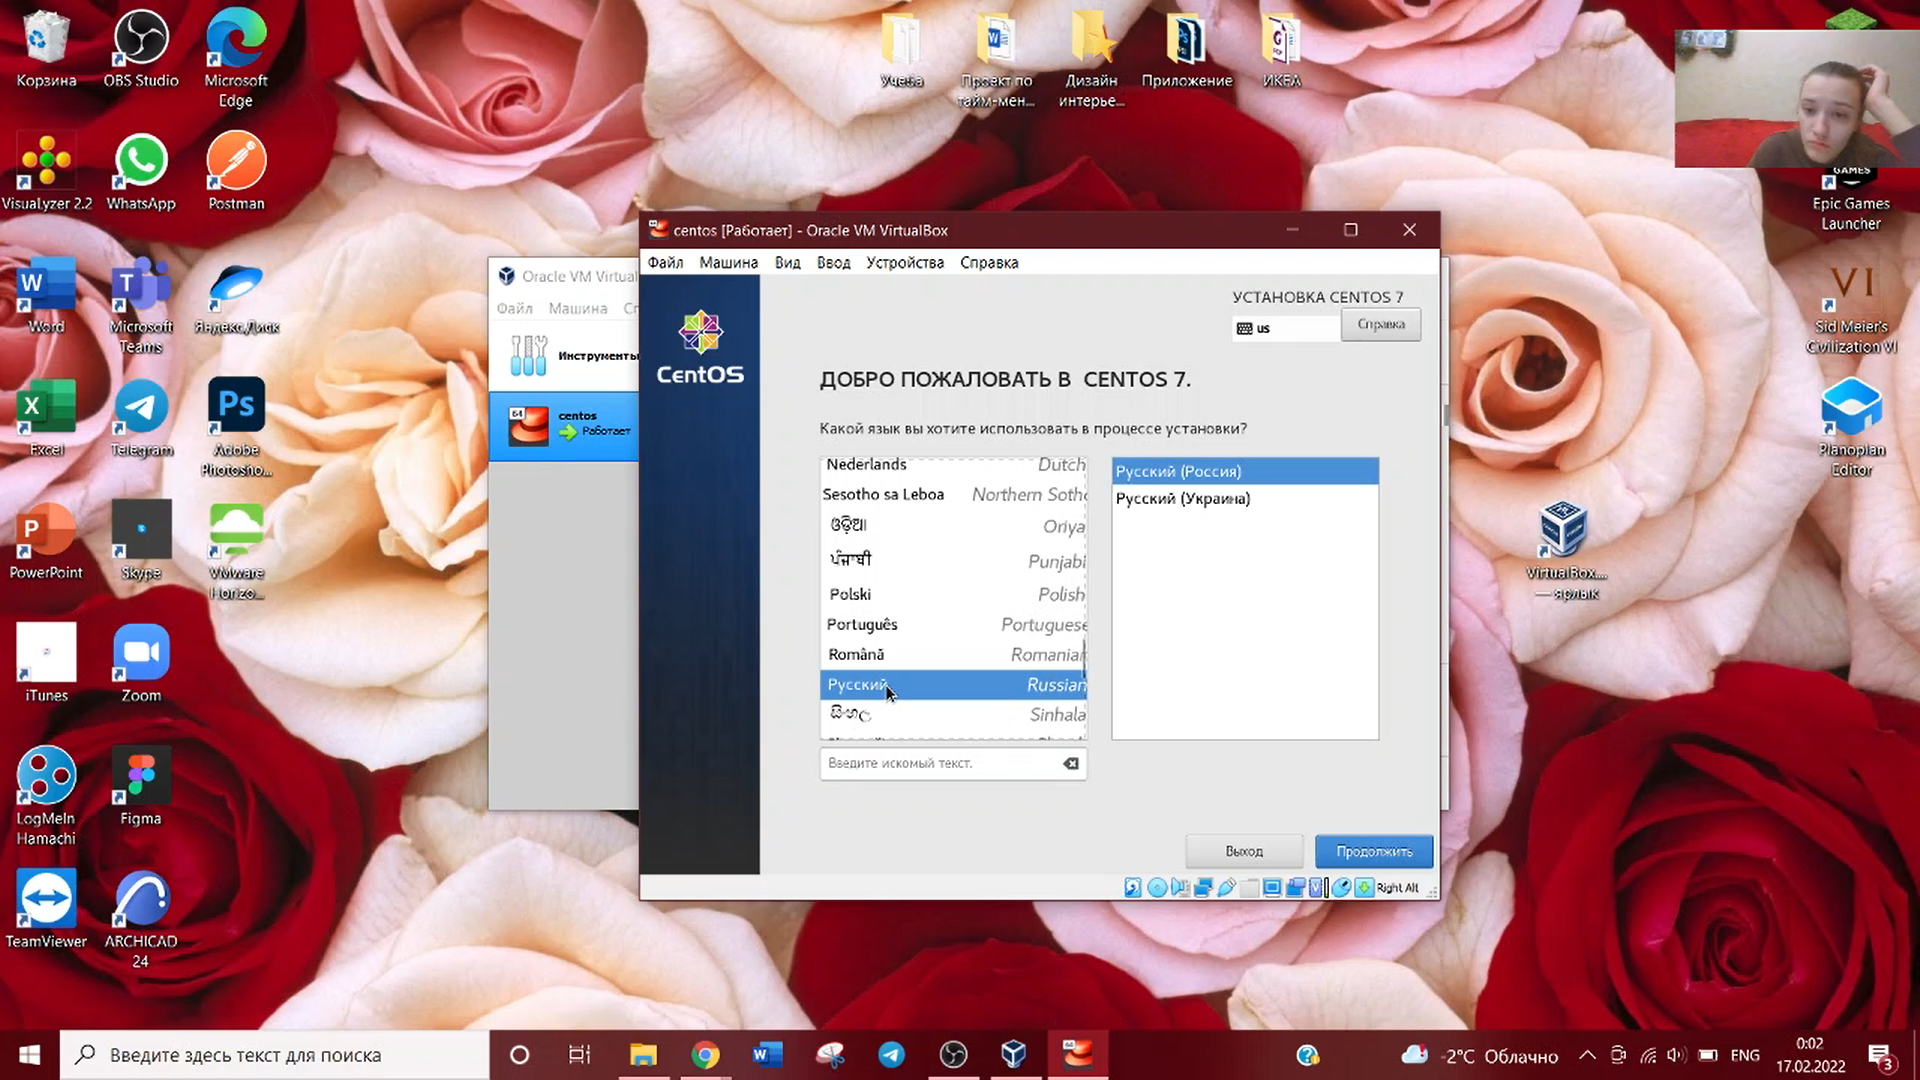 Корзина
OBS Studio
Microsoft
Edge
Учеба
Проект по
тайм-мен...
Дизайн
интерье...
Приложение
ИКЕА
Visuаlyzer 2.2
WhatsApp
Postman
GAMES
Epic Games
Launcher
Word
Microsoft
Teams
Яндекс.Диск
VI
Sid Meier's
Civilization VI
Excel
Telegram
Ps
Adobe
Photosho...
Planoplan
Editor
PowerPoint
Skype
VMware
Horizo...
VirtualBox....
— ярлык
iTunes
Zoom
LogMeIn
Hamachi
Figma
TeamViewer
ARCHICAD
24
Oracle VM Virtual
Файл Машина
Инструменты
64
centos
Работает
centos [Работает] - Oracle VM VirtualBox
Файл Машина Вид Ввод Устройства Справка
CentOS
УСТАНОВКА CENTOS 7
us
Справка
ДОБРО ПОЖАЛОВАТЬ В CENTOS 7.
Какой язык вы хотите использовать в процессе установки?
Nederlands Dutch
Sesotho sa Leboa Northern Sotho
ଓଡ଼ିଆ Oriya
ਪੰਜਾਬੀ Punjabi
Polski Polish
Português Portuguese
Română Romanian
Русский Russian
සිංහල Sinhala
Русский (Россия)
Русский (Украина)
Введите искомый текст.
Выход
Продолжить
Right Alt
Введите здесь текст для поиска
-2°C Облачно
ENG
0:02
17.02.2022
3